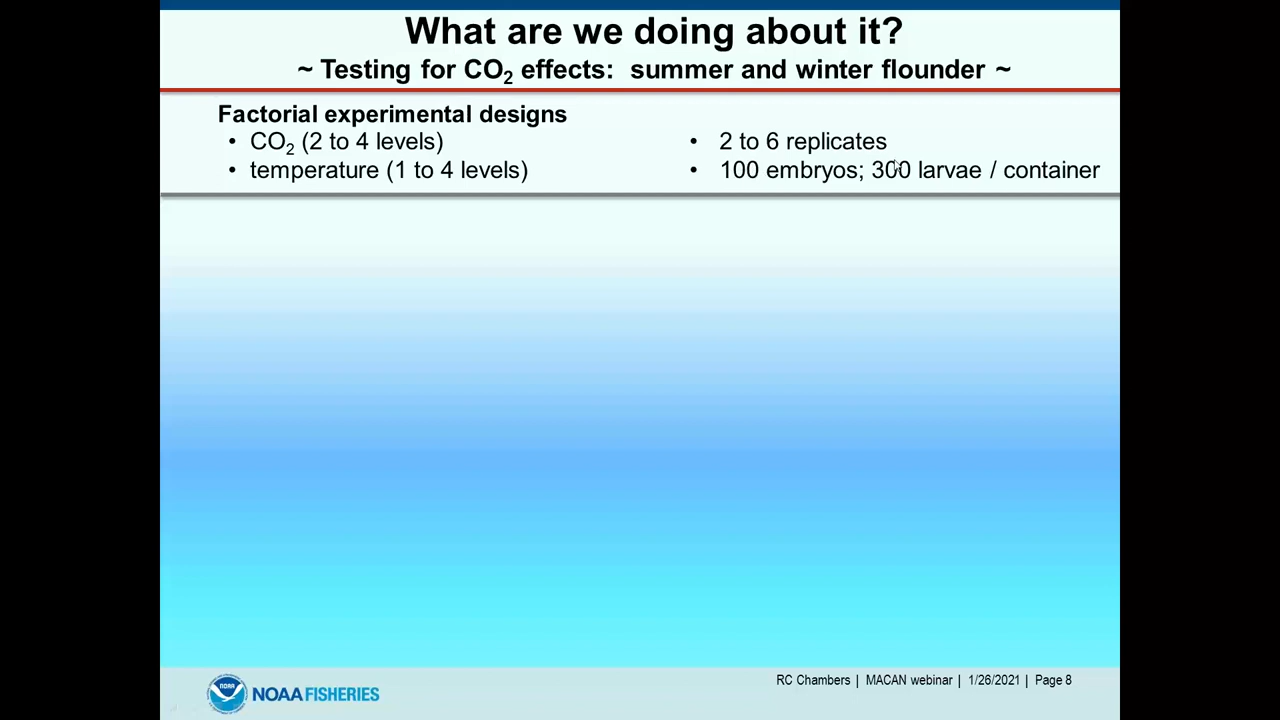 What are we doing about it?
~ Testing for CO₂ effects: summer and winter flounder ~
Factorial experimental designs
• CO₂ (2 to 4 levels)
• temperature (1 to 4 levels)
• 2 to 6 replicates
• 100 embryos; 300 larvae / container
NOAA
NOAA FISHERIES
RC Chambers | MACAN webinar | 1/26/2021 | Page 8